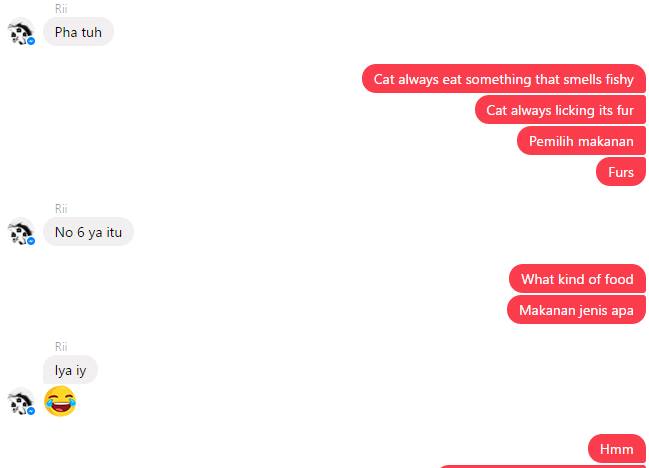 Rii
Pha tuh
Cat always eat something that smells fishy
Cat always licking its fur
Pemilih makanan
Furs
Rii
No 6 ya itu
What kind of food
Makanan jenis apa
Rii
Iya iy
Hmm